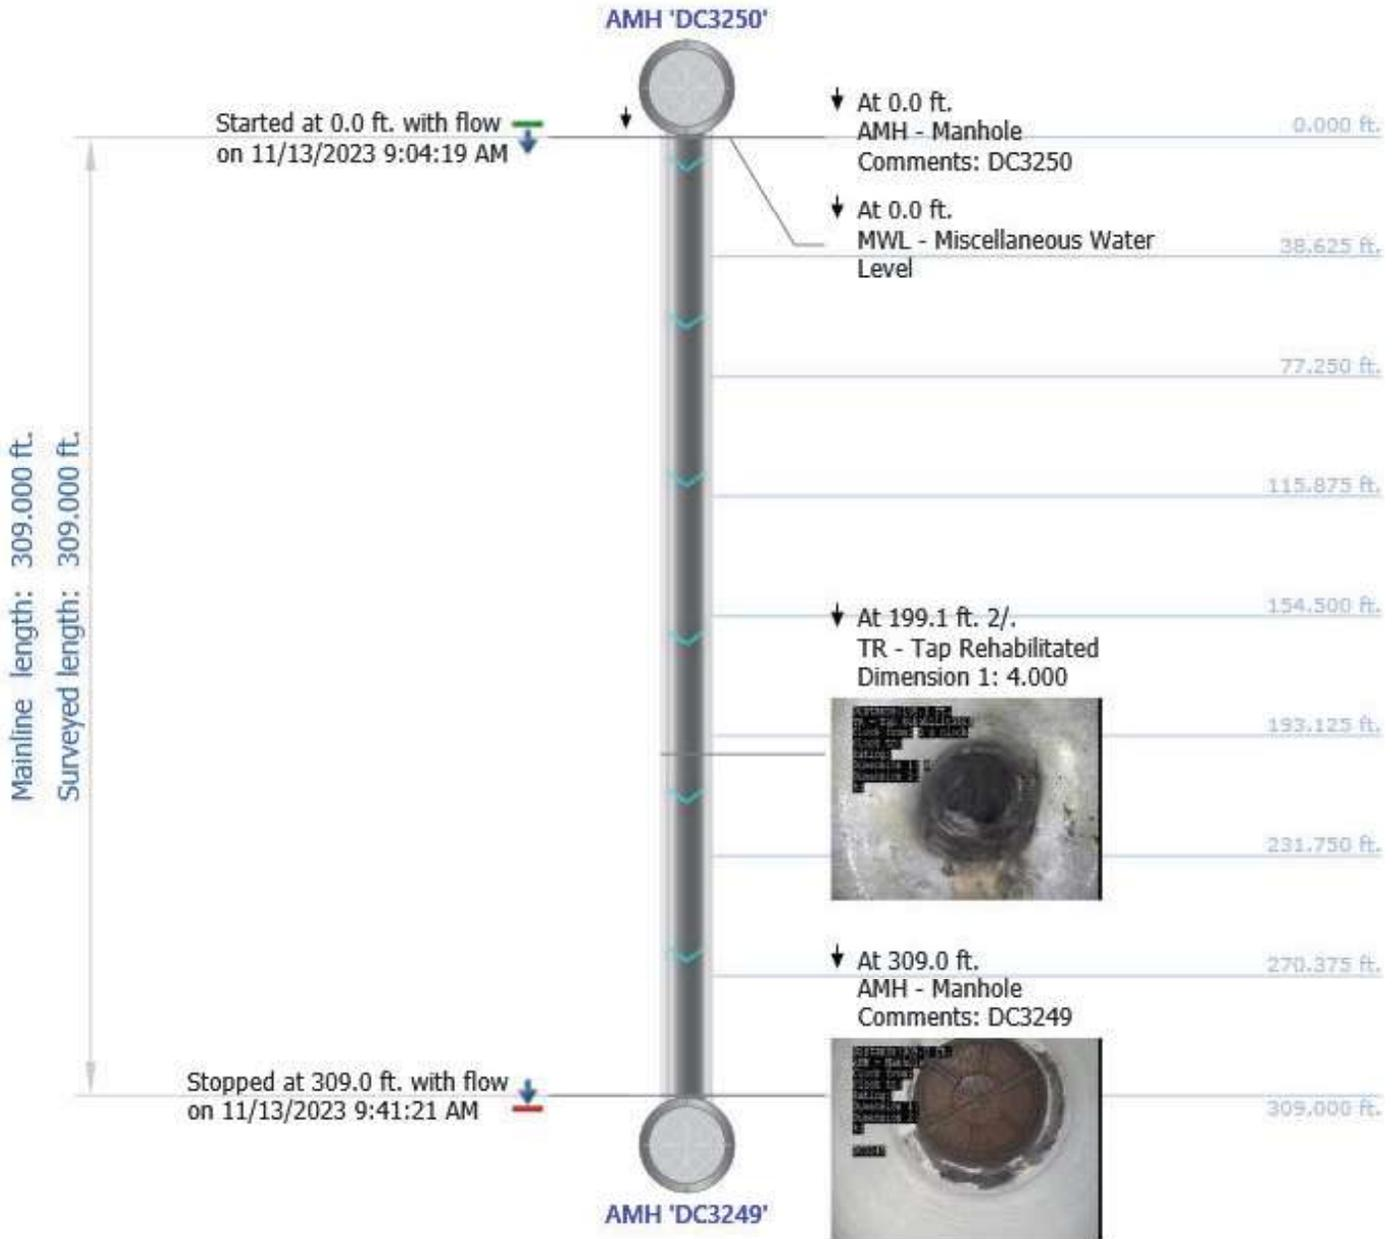 AMH 'DC3250'
Started at 0.0 ft. with flow
on 11/13/2023 9:04:19 AM
At 0.0 ft.
AMH - Manhole
Comments: DC3250
0.000 ft.
At 0.0 ft.
MWL - Miscellaneous Water
Level
38.625 ft.
77.250 ft.
115.875 ft.
Mainline length: 309.000 ft.
Surveyed length: 309.000 ft.
154.500 ft.
At 199.1 ft. 2/.
TR - Tap Rehabilitated
Dimension 1: 4.000
193.125 ft.
231.750 ft.
At 309.0 ft.
AMH - Manhole
Comments: DC3249
270.375 ft.
Stopped at 309.0 ft. with flow
on 11/13/2023 9:41:21 AM
309.000 ft.
AMH 'DC3249'